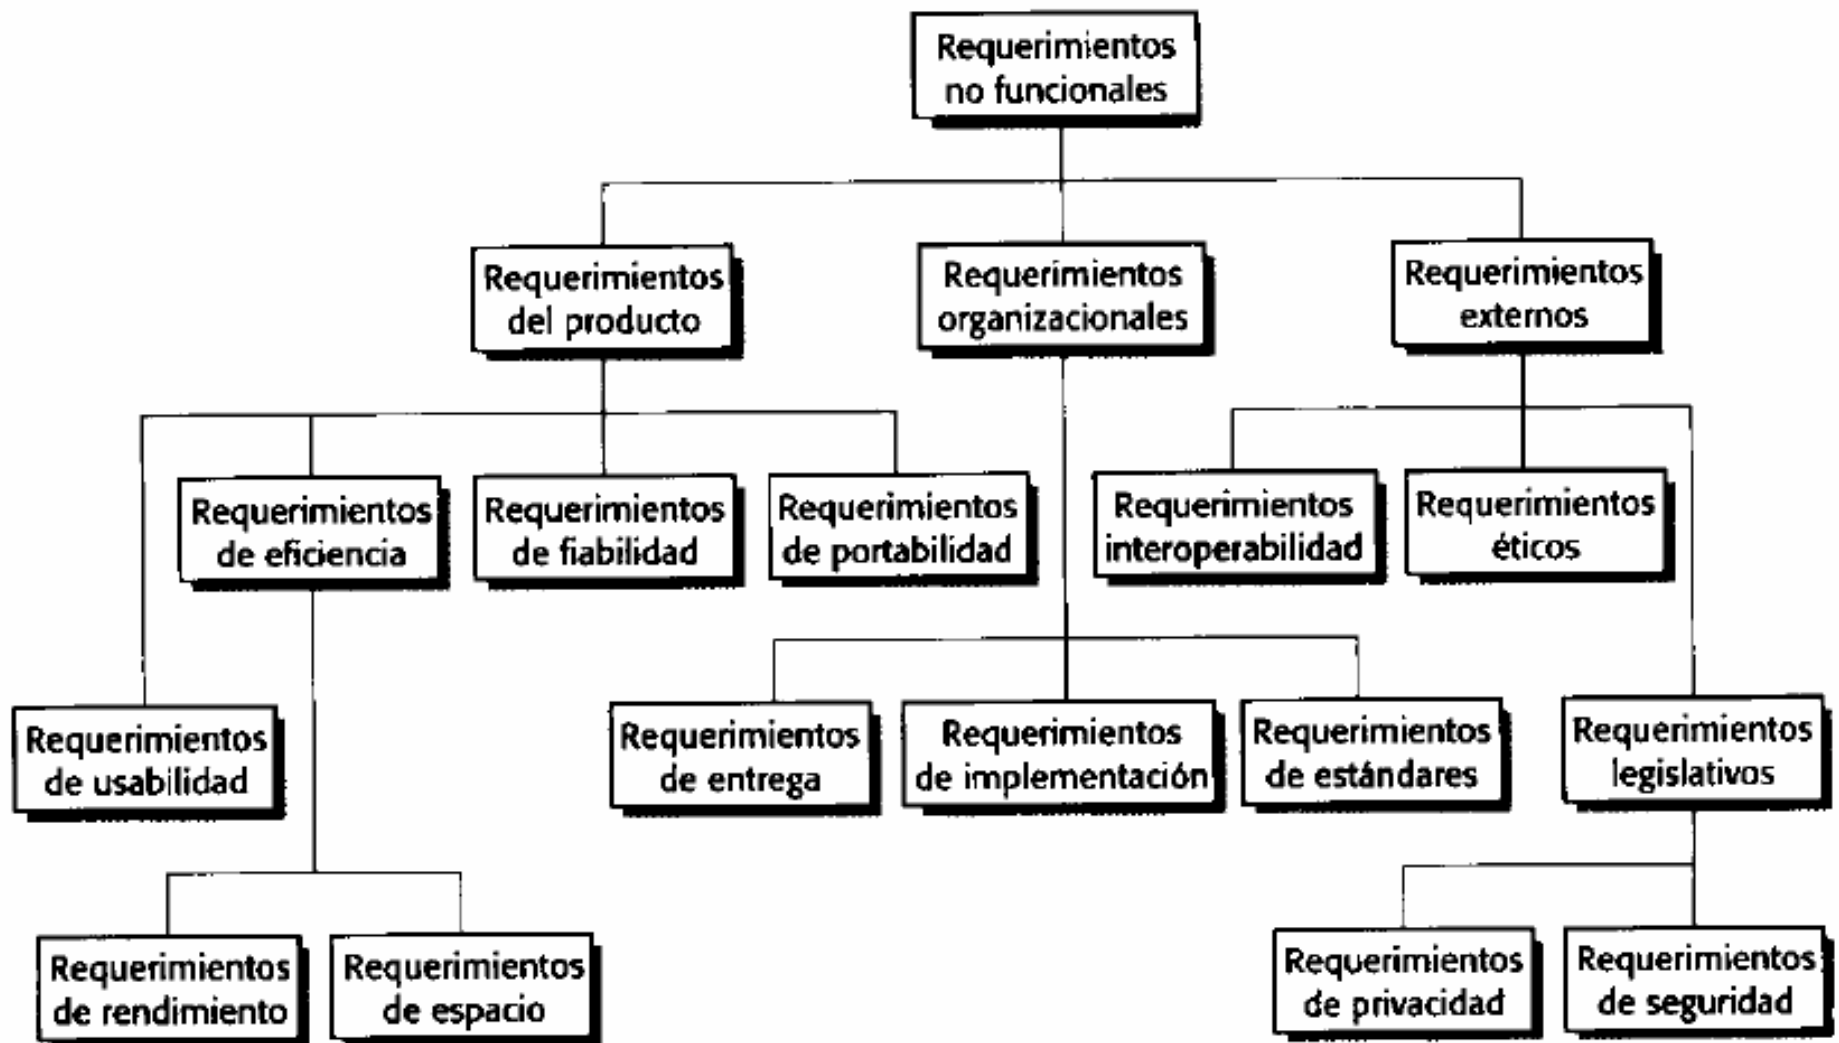 Requerimientos
no funcionales
Requerimientos
del producto
Requerimientos
organizacionales
Requerimientos
externos
Requerimientos
de eficiencia
Requerimientos
de fiabilidad
Requerimientos
de portabilidad
Requerimientos
interoperabilidad
Requerimientos
éticos
Requerimientos
de usabilidad
Requerimientos
de entrega
Requerimientos
de implementación
Requerimientos
de estándares
Requerimientos
legislativos
Requerimientos
de rendimiento
Requerimientos
de espacio
Requerimientos
de privacidad
Requerimientos
de seguridad